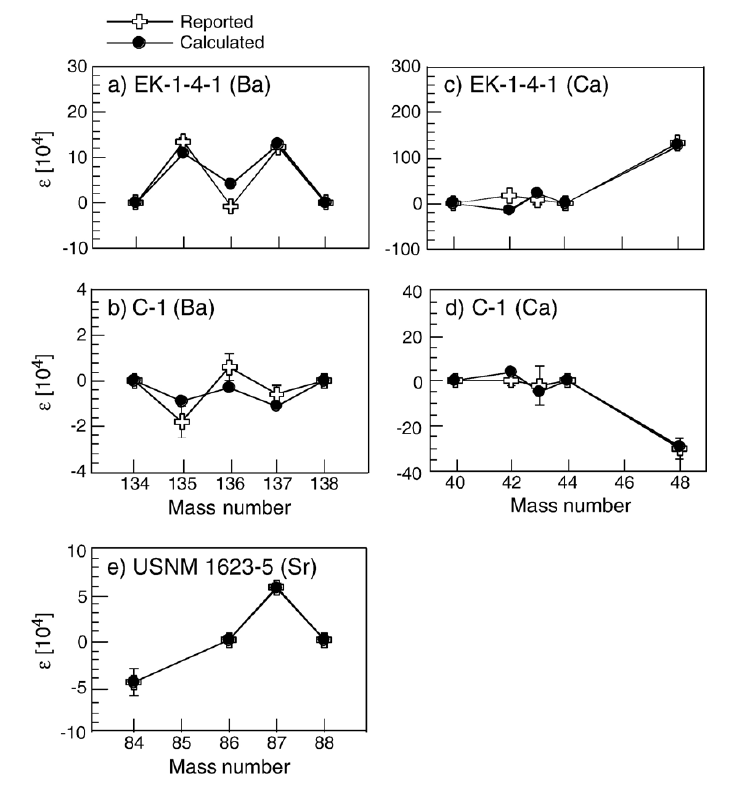 Reported
Calculated
a) EK-1-4-1 (Ba)
30
20
10
0
-10
ε [10⁴]
c) EK-1-4-1 (Ca)
300
200
100
0
-100
b) C-1 (Ba)
4
2
0
-2
-4
ε [10⁴]
134 135 136 137 138
Mass number
d) C-1 (Ca)
40
20
0
-20
-40
40 42 44 46 48
Mass number
e) USNM 1623-5 (Sr)
10
5
0
-5
-10
ε [10⁴]
84 85 86 87 88
Mass number